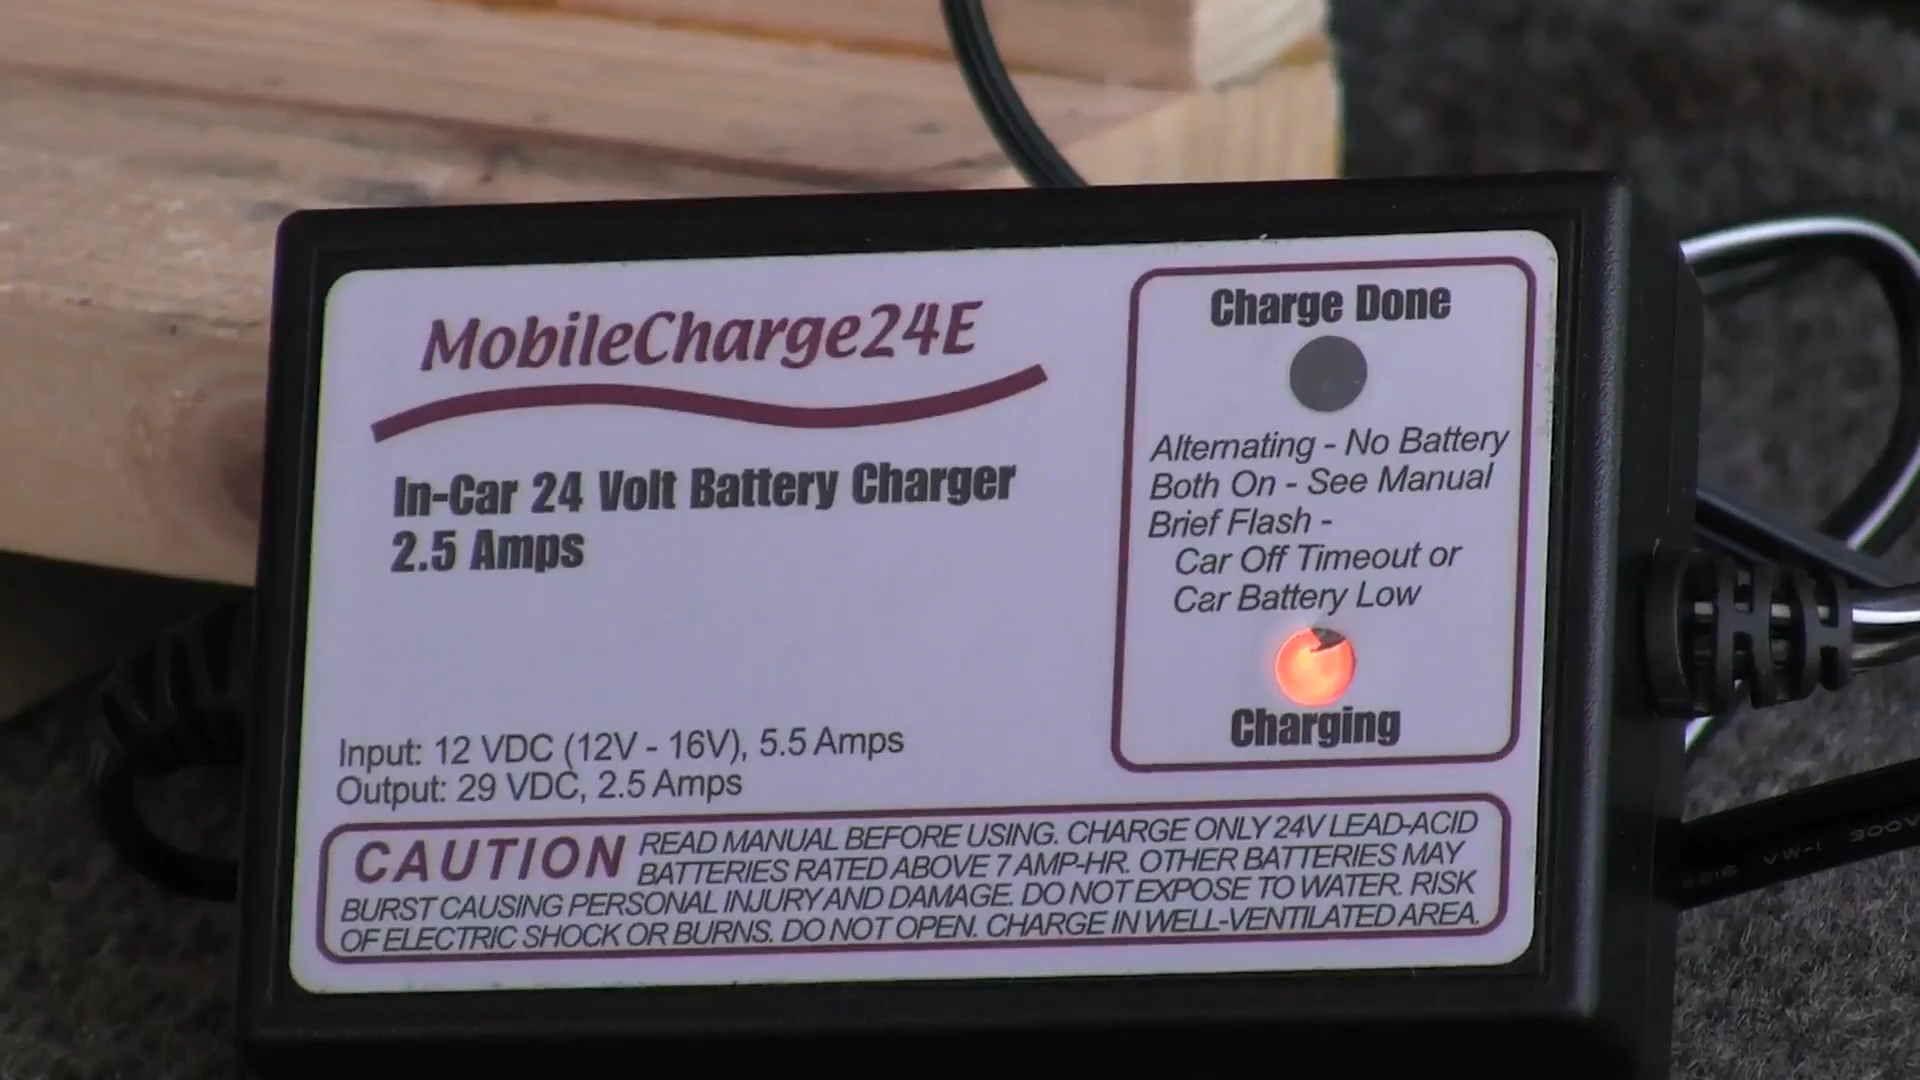 MobileCharge24E
In-Car 24 Volt Battery Charger
2.5 Amps
Input: 12 VDC (12V - 16V), 5.5 Amps
Output: 29 VDC, 2.5 Amps
Charge Done
Alternating - No Battery
Both On - See Manual
Brief Flash -
Car Off Timeout or
Car Battery Low
Charging
CAUTION READ MANUAL BEFORE USING. CHARGE ONLY 24V LEAD-ACID
BATTERIES RATED ABOVE 7 AMP-HR. OTHER BATTERIES MAY
BURST CAUSING PERSONAL INJURY AND DAMAGE. DO NOT EXPOSE TO WATER. RISK
OF ELECTRIC SHOCK OR BURNS. DO NOT OPEN. CHARGE IN WELL-VENTILATED AREA.
VW-1 300V